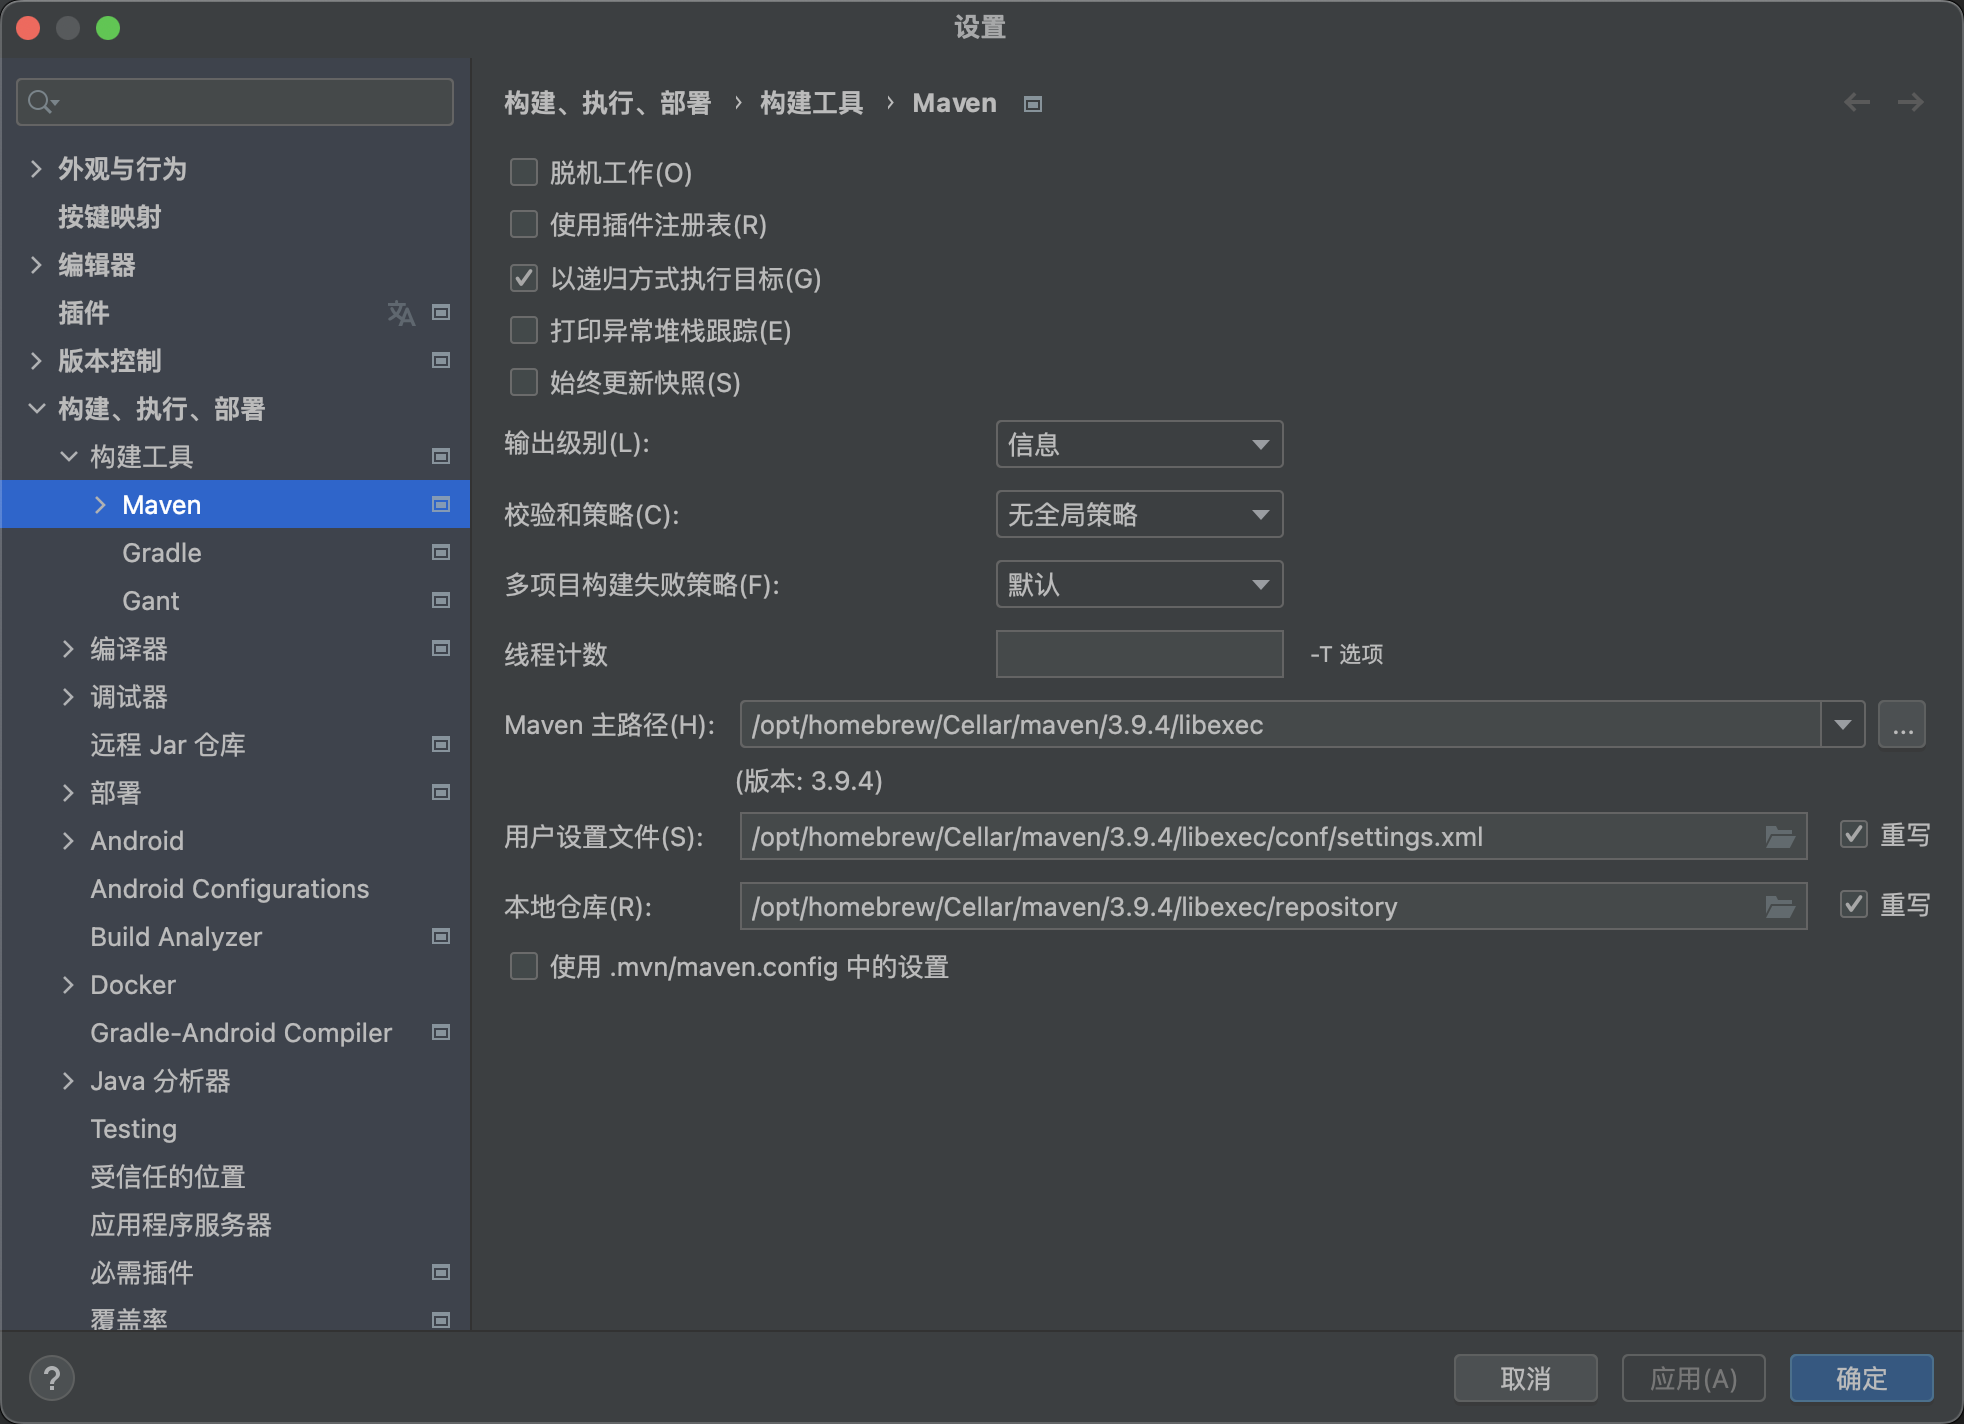 设置
外观与行为
按键映射
编辑器
插件
版本控制
构建、执行、部署
构建工具
Maven
Gradle
Gant
编译器
调试器
远程 Jar 仓库
部署
Android
Android Configurations
Build Analyzer
Docker
Gradle-Android Compiler
Java 分析器
Testing
受信任的位置
应用程序服务器
必需插件
覆盖率
构建、执行、部署 › 构建工具 › Maven
脱机工作(O)
使用插件注册表(R)
以递归方式执行目标(G)
打印异常堆栈跟踪(E)
始终更新快照(S)
输出级别(L): 信息
校验和策略(C): 无全局策略
多项目构建失败策略(F): 默认
线程计数 -T 选项
Maven 主路径(H): /opt/homebrew/Cellar/maven/3.9.4/libexec ...
(版本: 3.9.4)
用户设置文件(S): /opt/homebrew/Cellar/maven/3.9.4/libexec/conf/settings.xml 重写
本地仓库(R): /opt/homebrew/Cellar/maven/3.9.4/libexec/repository 重写
使用 .mvn/maven.config 中的设置
? 取消 应用(A) 确定